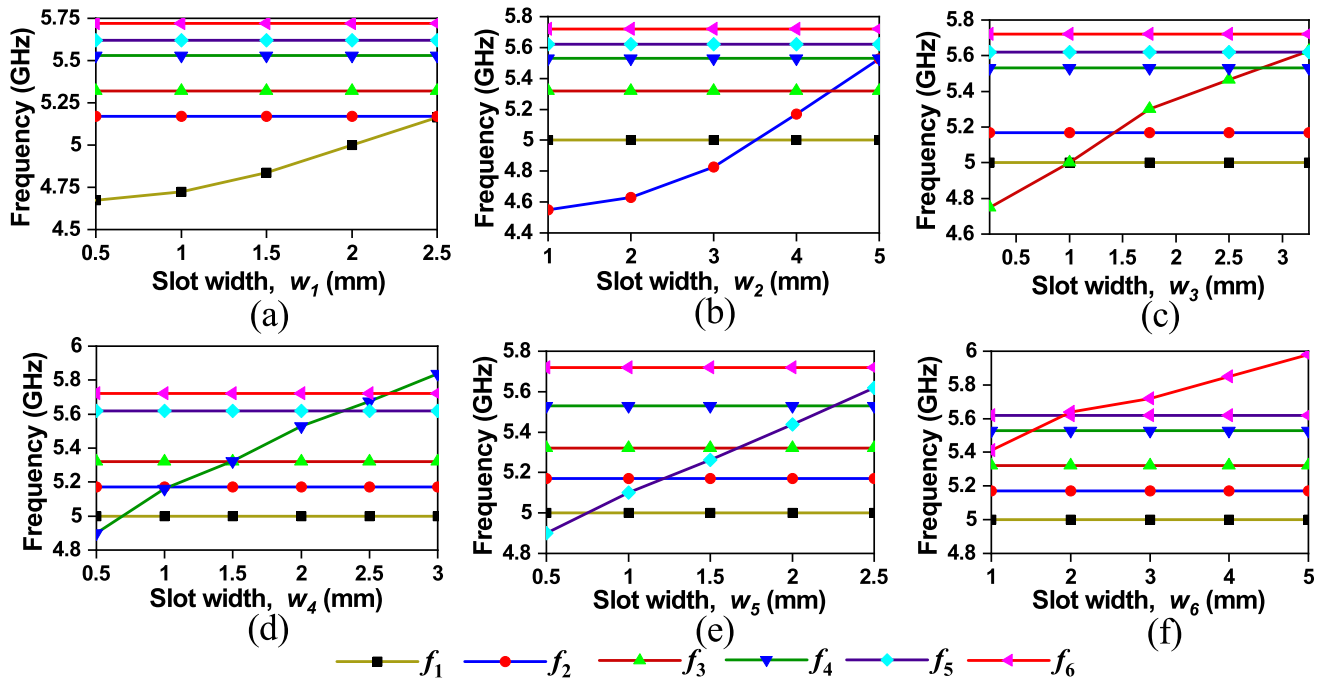 Frequency (GHz)
5.75
5.5
5.25
5
4.75
4.5
0.5 1 1.5 2 2.5
Slot width, w1 (mm)
(a)
Frequency (GHz)
5.8
5.6
5.4
5.2
5.0
4.8
4.6
4.4
1 2 3 4 5
Slot width, w2 (mm)
(b)
Frequency (GHz)
5.8
5.6
5.4
5.2
5
4.8
4.6
0.5 1 1.5 2 2.5 3
Slot width, w3 (mm)
(c)
Frequency (GHz)
6
5.8
5.6
5.4
5.2
5
4.8
0.5 1 1.5 2 2.5 3
Slot width, w4 (mm)
(d)
Frequency (GHz)
5.8
5.6
5.4
5.2
5
4.8
0.5 1 1.5 2 2.5
Slot width, w5 (mm)
(e)
Frequency (GHz)
6
5.8
5.6
5.4
5.2
5
4.8
1 2 3 4 5
Slot width, w6 (mm)
(f)
f1 f2 f3 f4 f5 f6